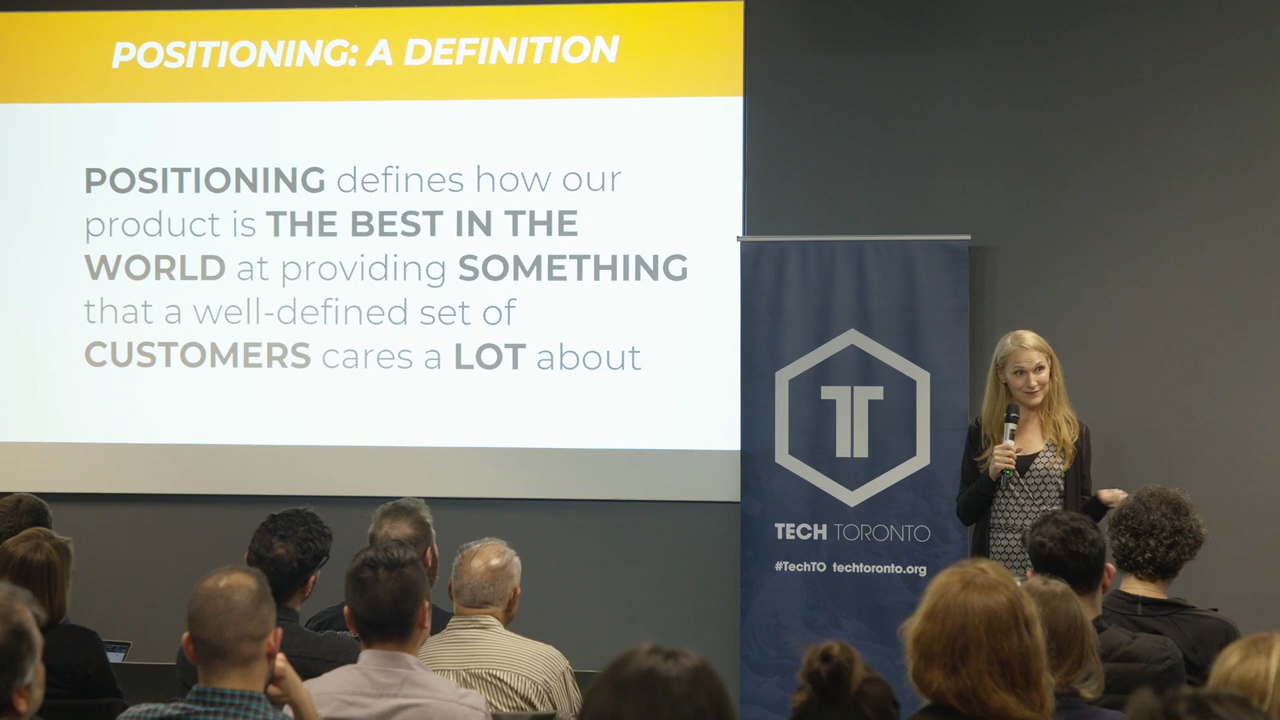 POSITIONING: A DEFINITION
POSITIONING defines how our
product is THE BEST IN THE
WORLD at providing SOMETHING
that a well-defined set of
CUSTOMERS cares a LOT about
TT
TECH TORONTO
#TechTO techtoronto.org